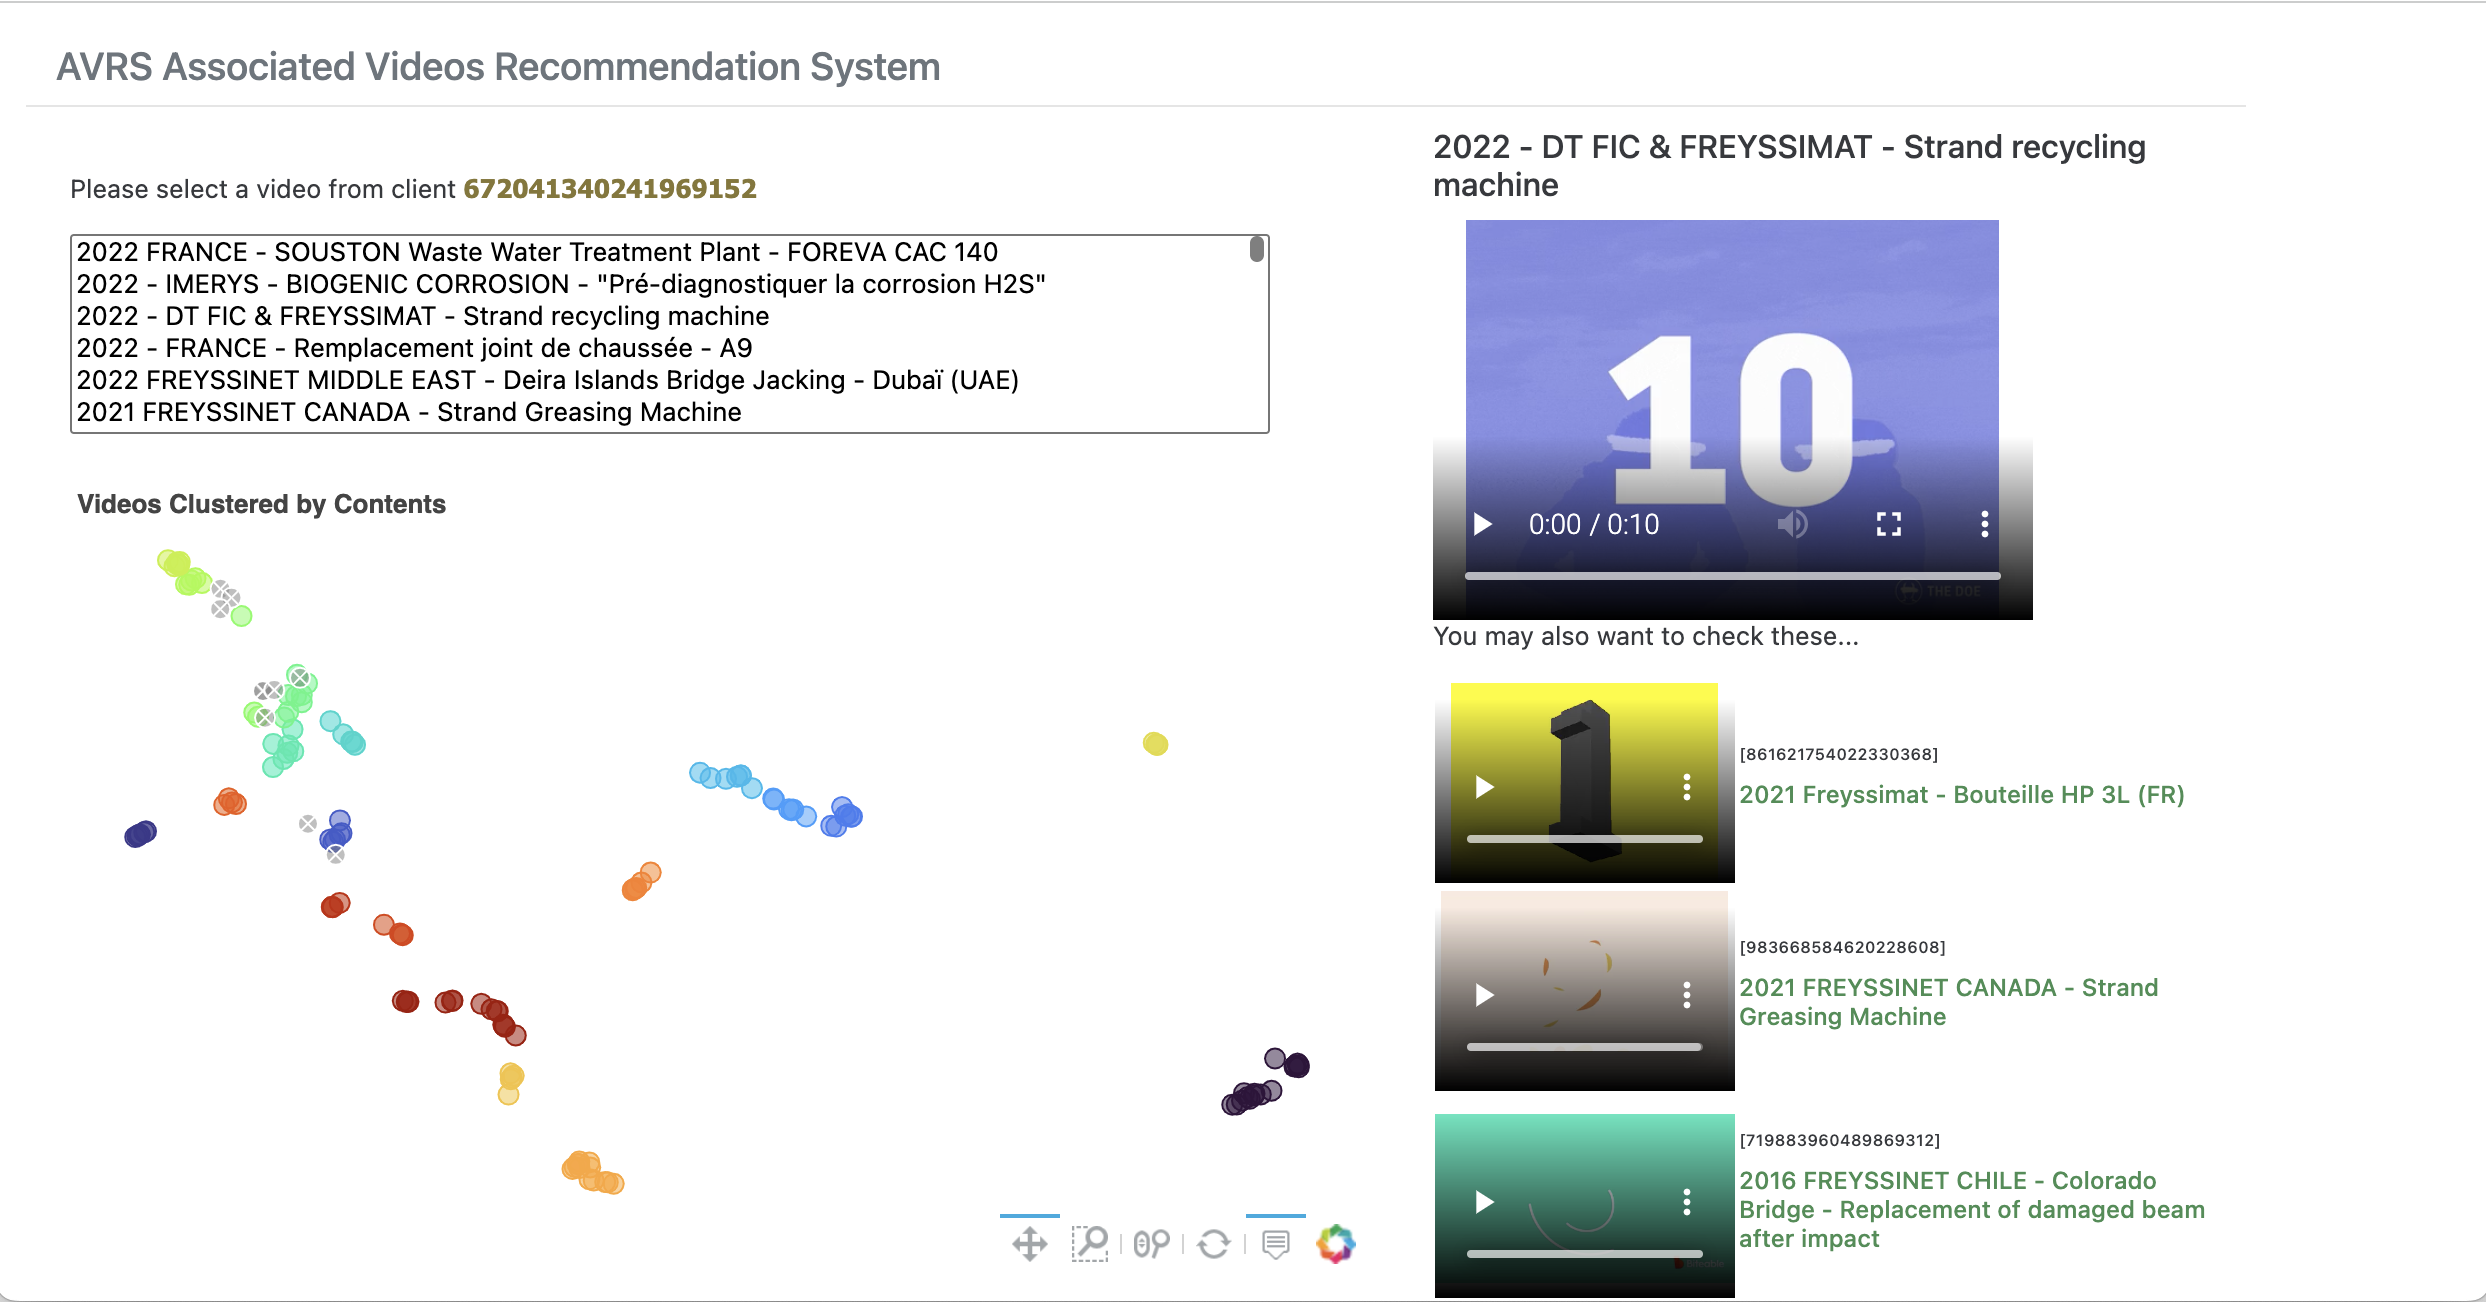 AVRS Associated Videos Recommendation System
Please select a video from client 672041340241969152
2022 FRANCE - SOUSTON Waste Water Treatment Plant - FOREVA CAC 140
2022 - IMERYS - BIOGENIC CORROSION - "Pré-diagnostiquer la corrosion H2S"
2022 - DT FIC & FREYSSIMAT - Strand recycling machine
2022 - FRANCE - Remplacement joint de chaussée - A9
2022 FREYSSINET MIDDLE EAST - Deira Islands Bridge Jacking - Dubaï (UAE)
2021 FREYSSINET CANADA - Strand Greasing Machine
Videos Clustered by Contents
2022 - DT FIC & FREYSSIMAT - Strand recycling
machine
10
0:00 / 0:10
THE DOE
You may also want to check these...
1
[861621754022330368]
2021 Freyssimat - Bouteille HP 3L (FR)
[983668584620228608]
2021 FREYSSINET CANADA - Strand
Greasing Machine
[719883960489869312]
2016 FREYSSINET CHILE - Colorado
Bridge - Replacement of damaged beam
after impact